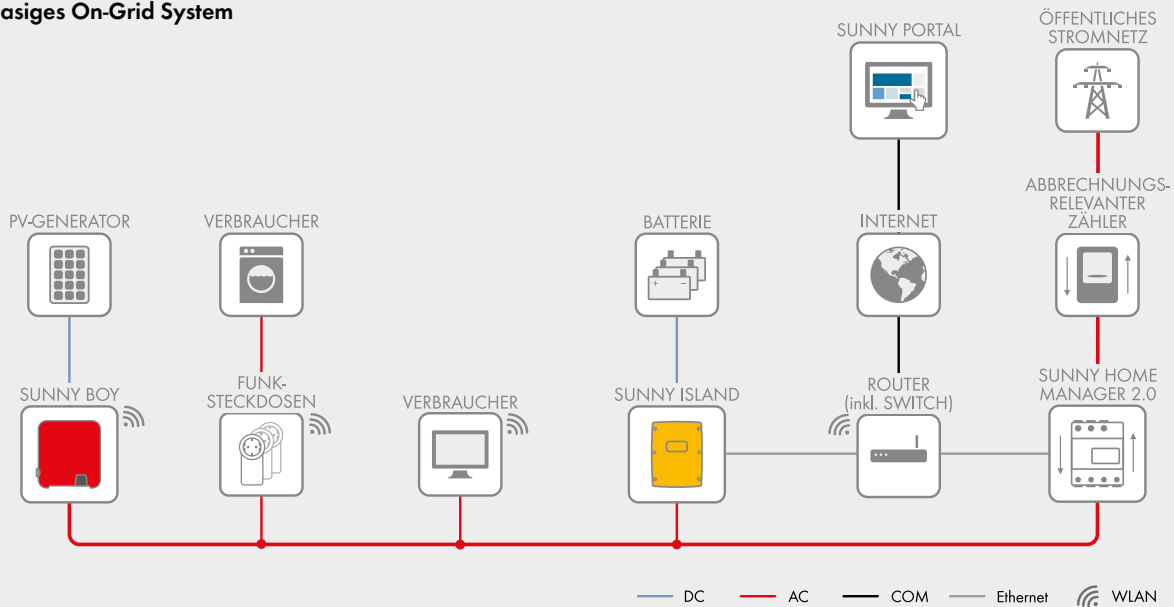 asiges On-Grid System
SUNNY PORTAL
ÖFFENTLICHES
STROMNETZ
PV-GENERATOR
VERBRAUCHER
BATTERIE
INTERNET
ABBRECHNUNGS-
RELEVANTER
ZÄHLER
SUNNY BOY
FUNK-
STECKDOSEN
VERBRAUCHER
SUNNY ISLAND
ROUTER
(inkl. SWITCH)
SUNNY HOME
MANAGER 2.0
DC
AC
COM
Ethernet
WLAN